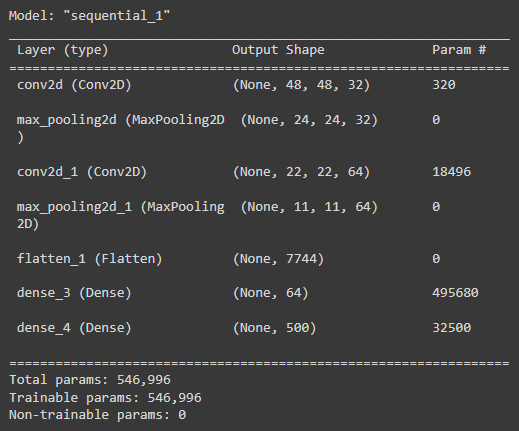 Model: "sequential_1"
_________________________________________________________________
Layer (type)                Output Shape              Param #
=================================================================
conv2d (Conv2D)             (None, 48, 48, 32)        320
max_pooling2d (MaxPooling2D  (None, 24, 24, 32)       0
)
conv2d_1 (Conv2D)           (None, 22, 22, 64)        18496
max_pooling2d_1 (MaxPooling  (None, 11, 11, 64)       0
2D)
flatten_1 (Flatten)         (None, 7744)              0
dense_3 (Dense)             (None, 64)                495680
dense_4 (Dense)             (None, 500)               32500
=================================================================
Total params: 546,996
Trainable params: 546,996
Non-trainable params: 0